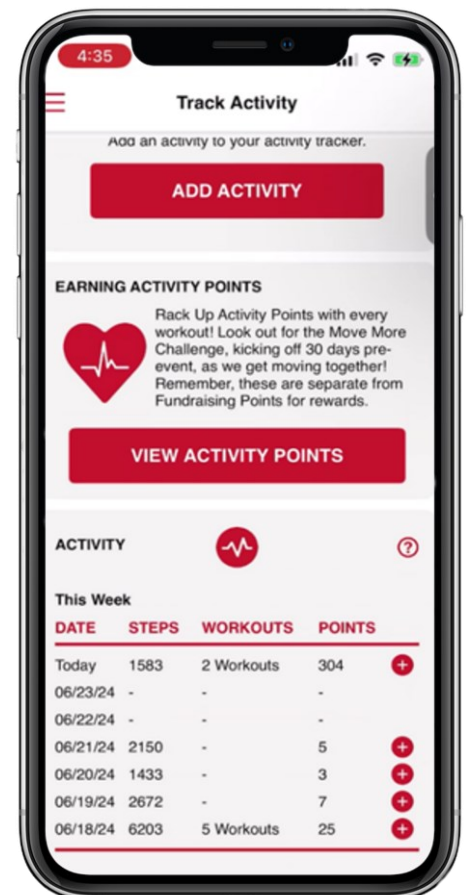 4:35
Track Activity
Add an activity to your activity tracker.
ADD ACTIVITY
EARNING ACTIVITY POINTS
Rack Up Activity Points with every
workout! Look out for the Move More
Challenge, kicking off 30 days pre-
event, as we get moving together!
Remember, these are separate from
Fundraising Points for rewards.
VIEW ACTIVITY POINTS
ACTIVITY ?
This Week
DATE STEPS WORKOUTS POINTS
Today 1583 2 Workouts 304 +
06/23/24 - - -
06/22/24 - - -
06/21/24 2150 - 5 +
06/20/24 1433 - 3 +
06/19/24 2672 - 7 +
06/18/24 6203 5 Workouts 25 +